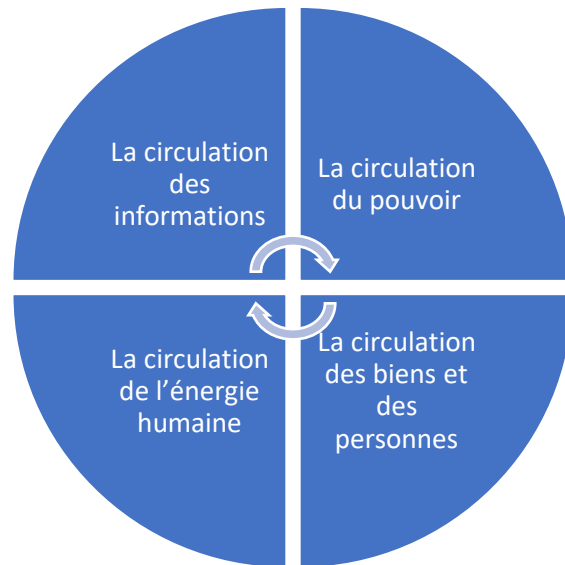 La circulation
des
informations
La circulation
du pouvoir
La circulation
de l’énergie
humaine
La circulation
des biens et
des
personnes